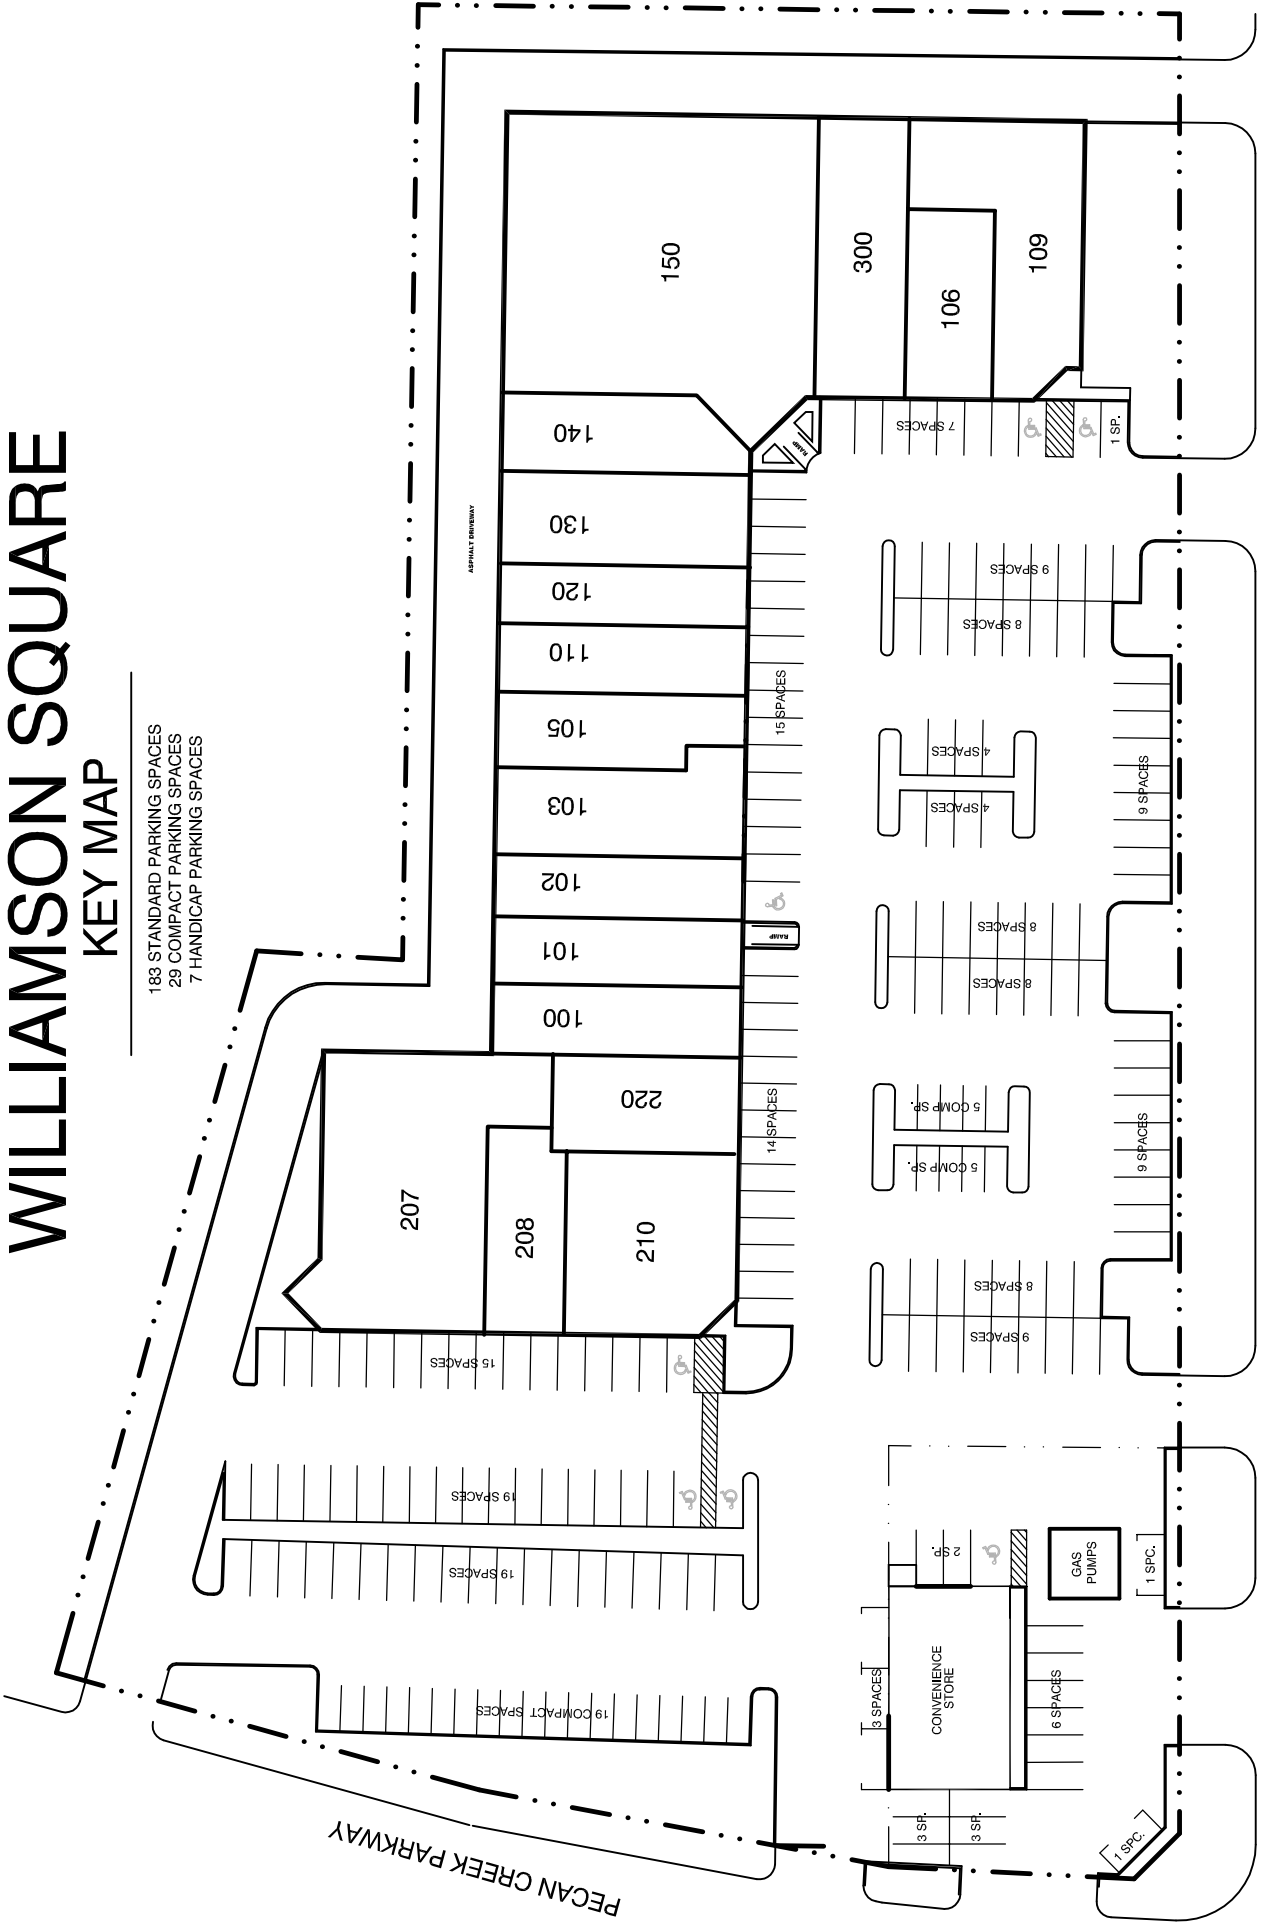 WILLIAMSON SQUARE
KEY MAP
183 STANDARD PARKING SPACES
29 COMPACT PARKING SPACES
7 HANDICAP PARKING SPACES
150
300
106
109
140
130
120
110
105
103
102
101
100
220
207
208
210
ASPHALT DRIVEWAY
RAMP
7 SPACES
1 SP.
15 SPACES
RAMP
14 SPACES
9 SPACES
8 SPACES
4 SPACES
4 SPACES
9 SPACES
8 SPACES
8 SPACES
5 COMP SP.
5 COMP SP.
9 SPACES
8 SPACES
9 SPACES
15 SPACES
19 SPACES
19 SPACES
19 COMPACT SPACES
2 SP.
GAS
PUMPS
1 SPC.
3 SPACES
CONVENIENCE
STORE
6 SPACES
3 SP.
3 SP.
1 SPC.
PECAN CREEK PARKWAY